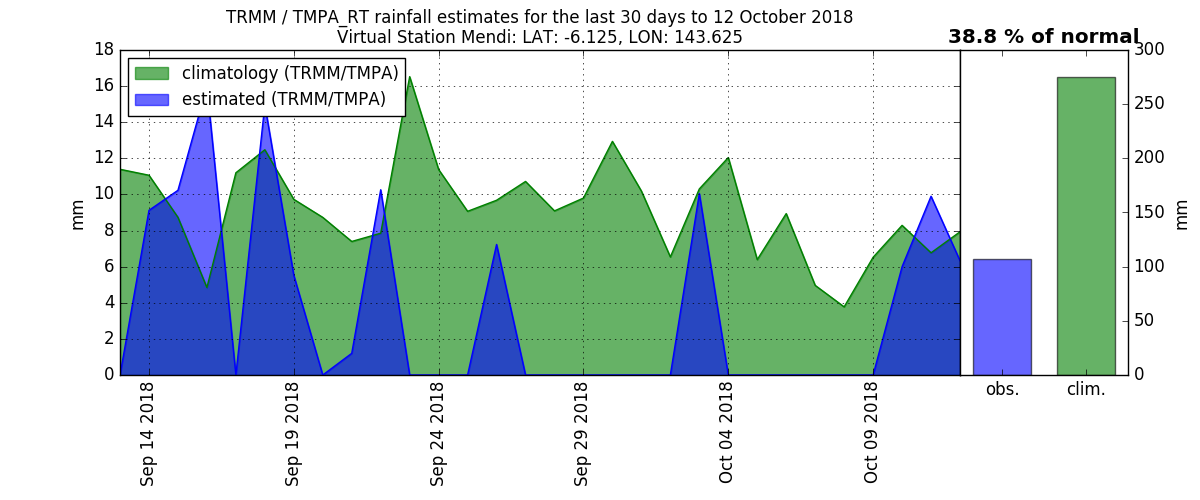 TRMM / TMPA_RT rainfall estimates for the last 30 days to 12 October 2018
Virtual Station Mendi: LAT: -6.125, LON: 143.625
38.8 % of normal
climatology (TRMM/TMPA)
estimated (TRMM/TMPA)
mm
18
16
14
12
10
8
6
4
2
0
Sep 14 2018
Sep 19 2018
Sep 24 2018
Sep 29 2018
Oct 04 2018
Oct 09 2018
300
250
200
150
100
50
0
mm
obs.
clim.